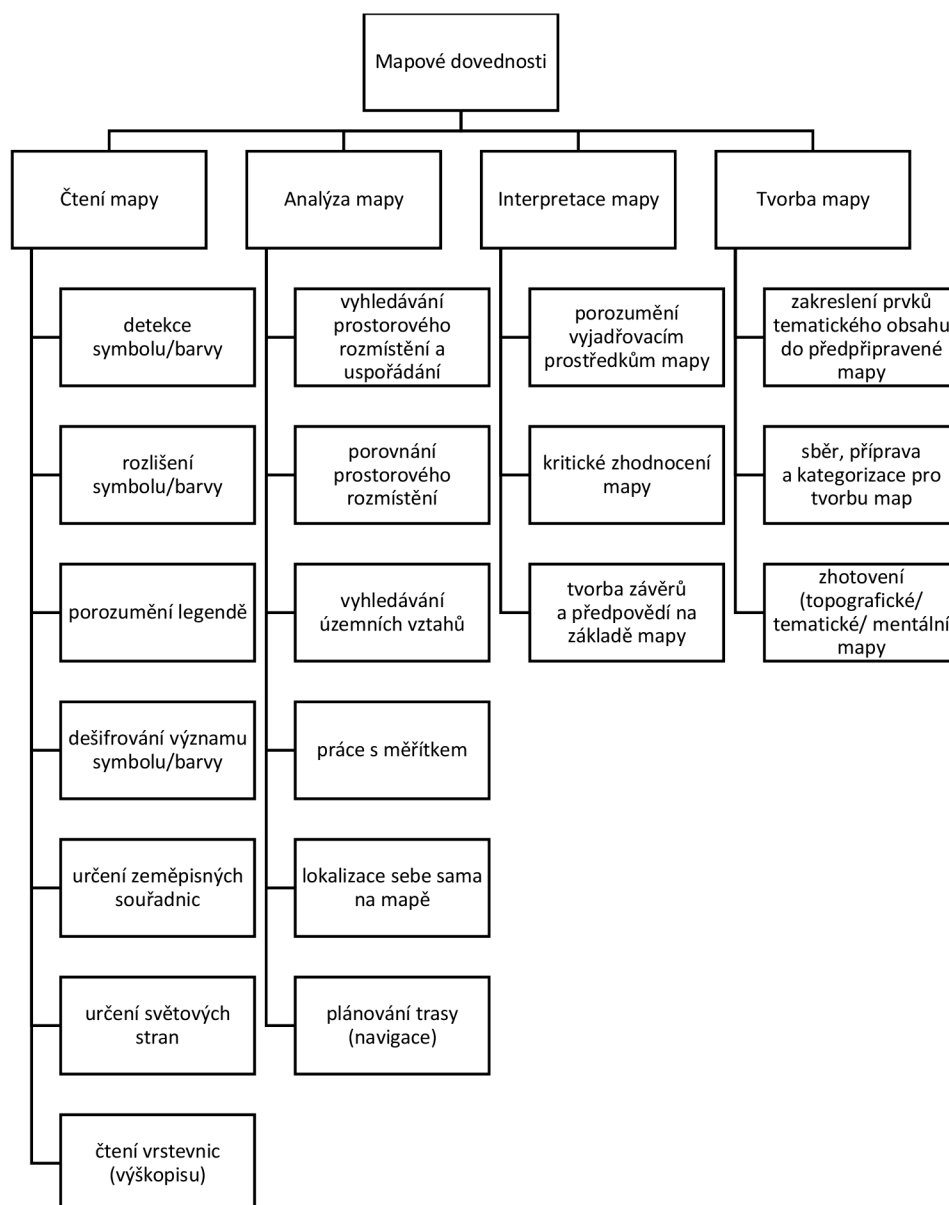 Mapové dovednosti
Čtení mapy
Analýza mapy
Interpretace mapy
Tvorba mapy
detekce
symbolu/barvy
rozlišení
symbolu/barvy
porozumění legendě
dešifrování významu
symbolu/barvy
určení zeměpisných
souřadnic
určení světových
stran
čtení vrstevnic
(výškopisu)
vyhledávání
prostorového
rozmístění a
uspořádání
porovnání
prostorového
rozmístění
vyhledávání
územních vztahů
práce s měřítkem
lokalizace sebe sama
na mapě
plánování trasy
(navigace)
porozumění
vyjadřovacím
prostředkům mapy
kritické zhodnocení
mapy
tvorba závěrů
a předpovědí na
základě mapy
zakreslení prvků
tematického obsahu
do předpřipravené
mapy
sběr, příprava
a kategorizace pro
tvorbu map
zhotovení
(topografické/
tematické/ mentální
mapy